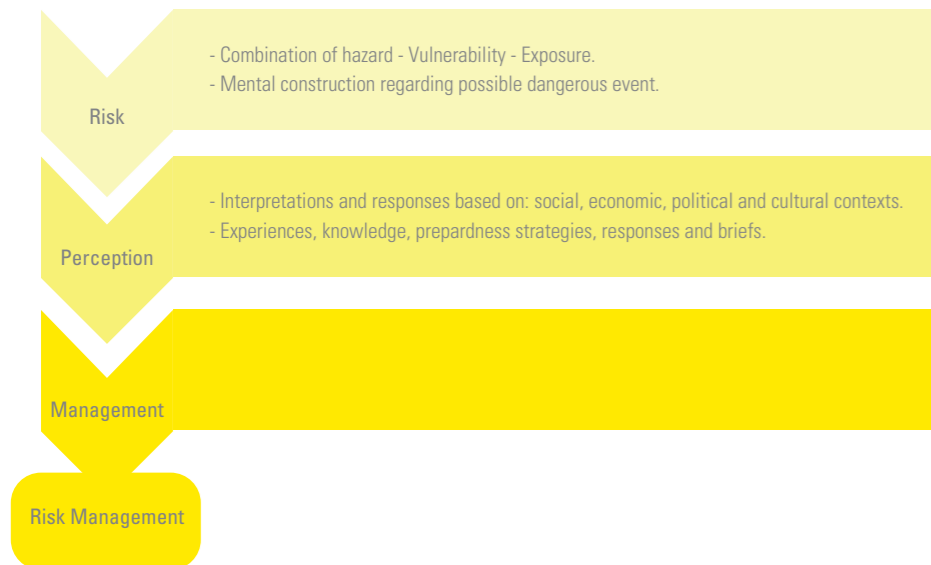 - Combination of hazard - Vulnerability - Exposure.
- Mental construction regarding possible dangerous event.
Risk
- Interpretations and responses based on: social, economic, political and cultural contexts.
- Experiences, knowledge, prepardness strategies, responses and briefs.
Perception
Management
Risk Management